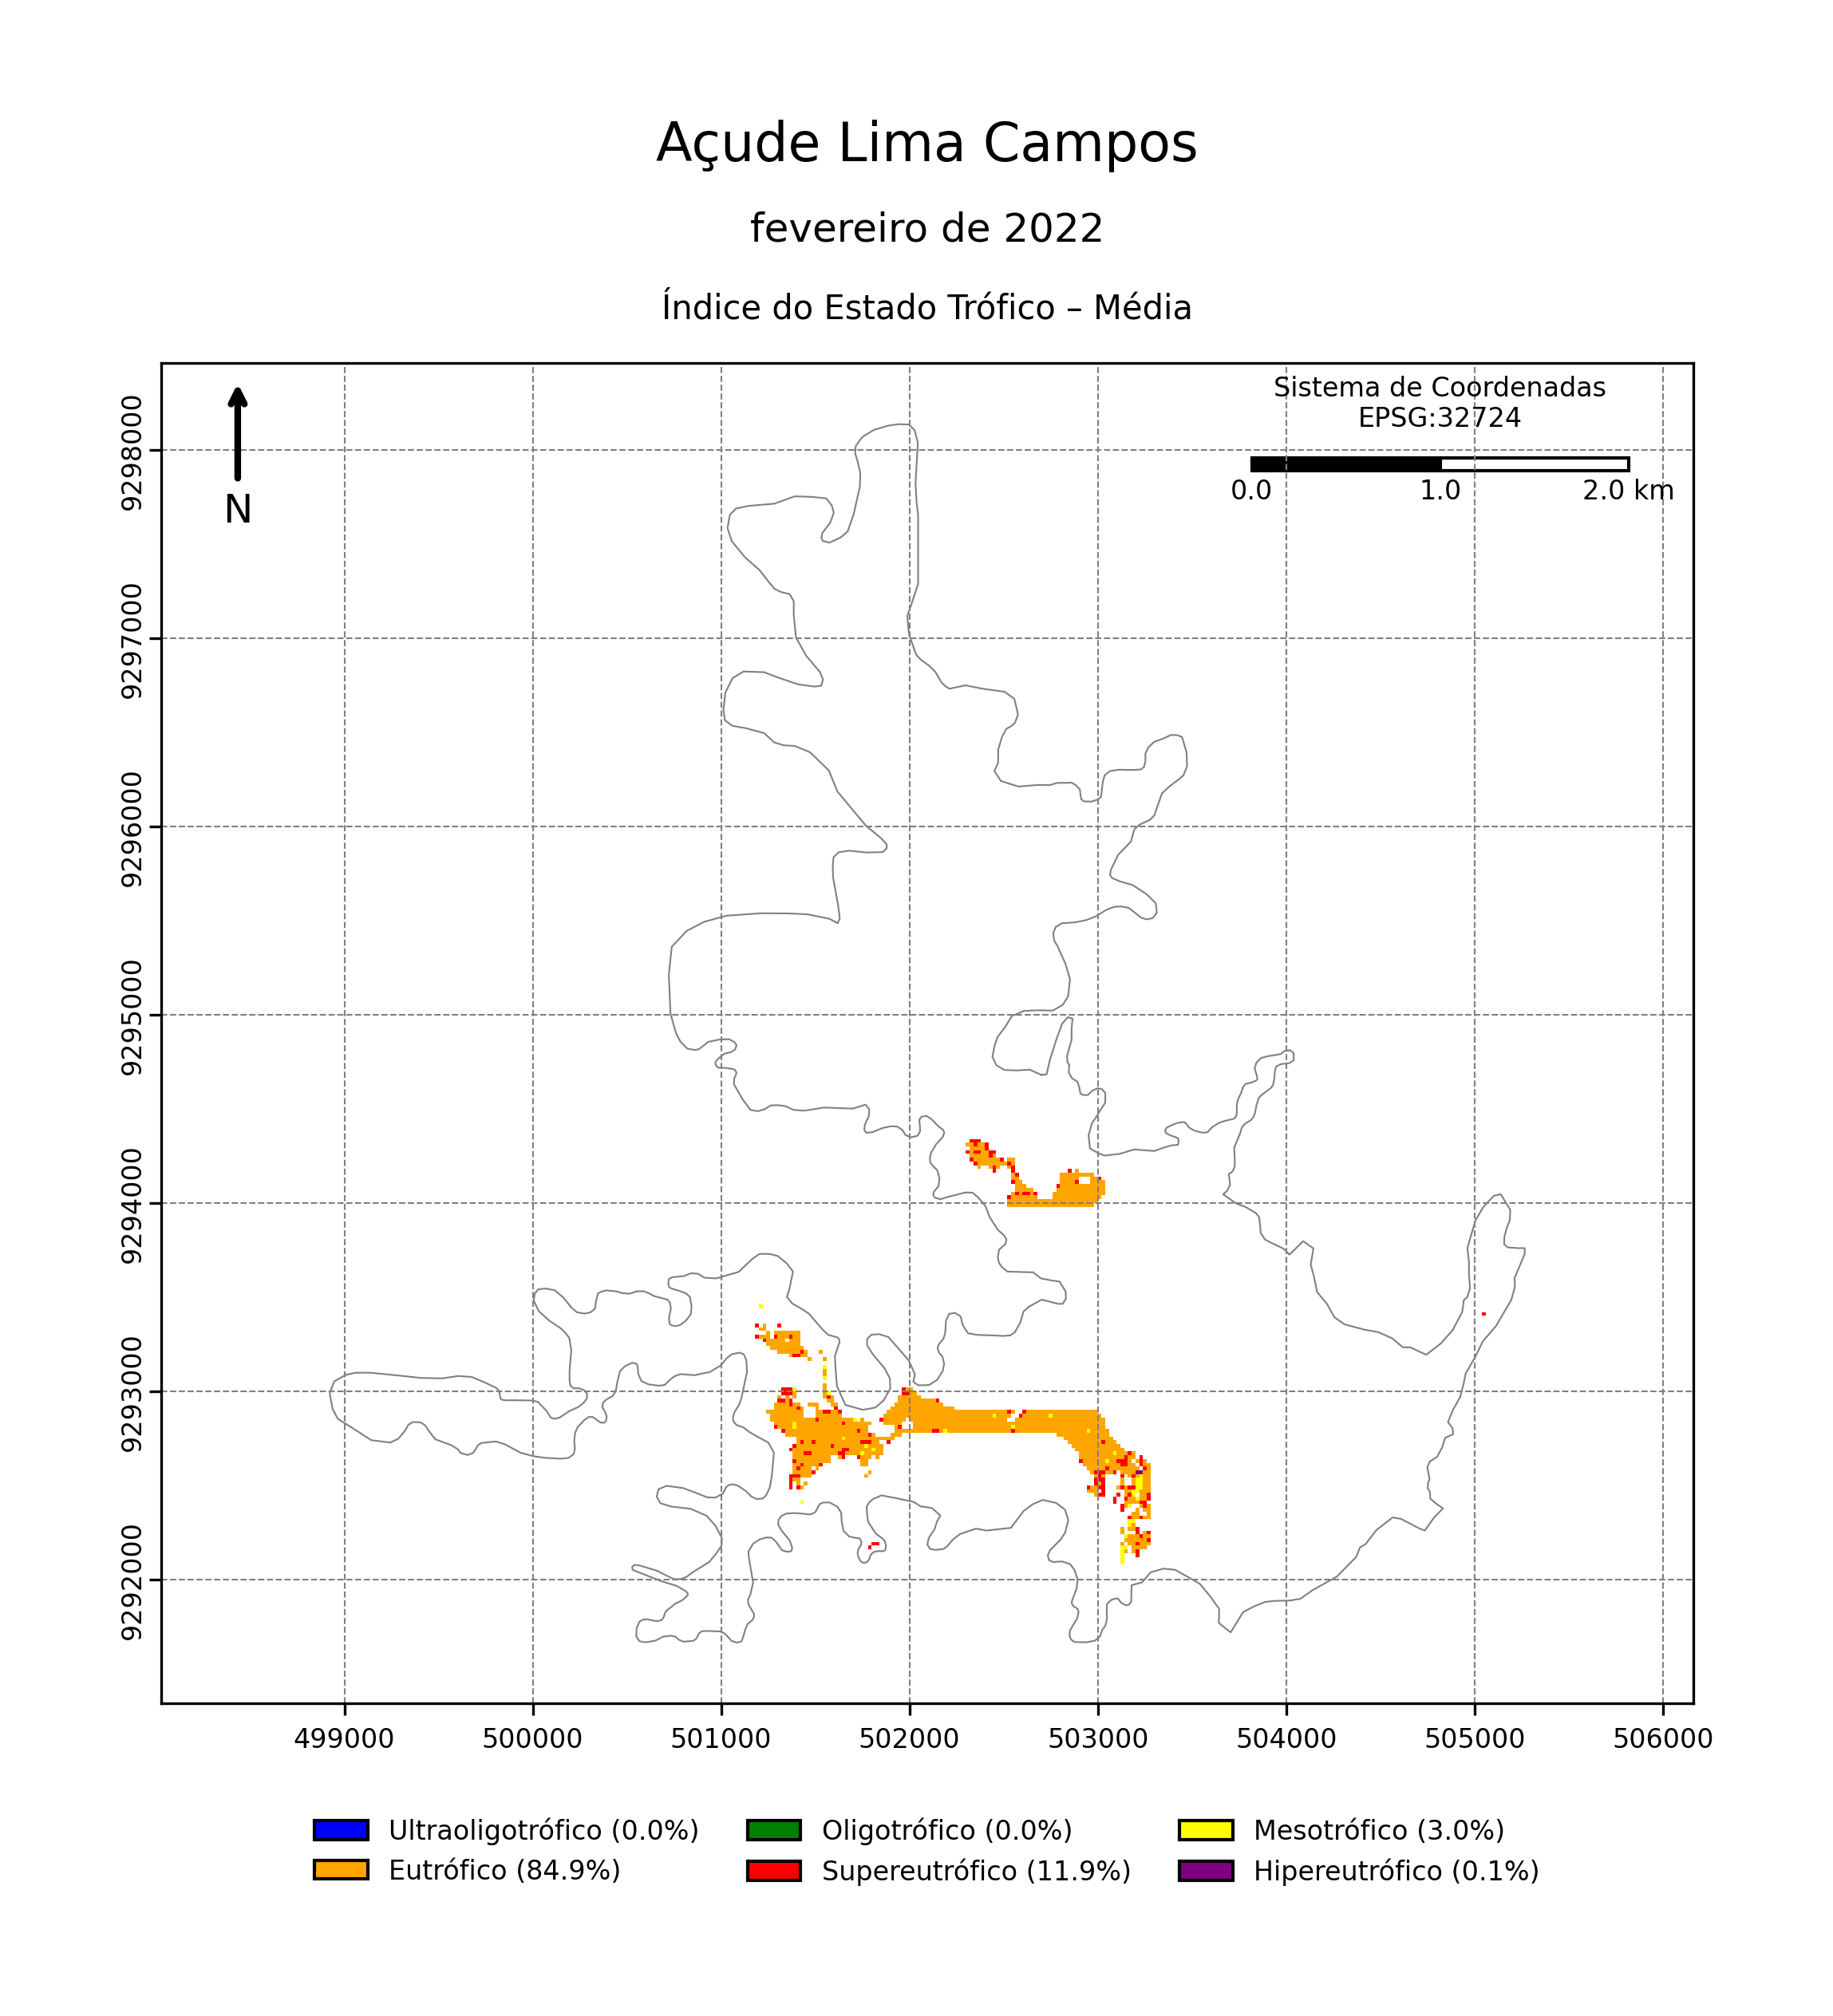 Açude Lima Campos
fevereiro de 2022
Índice do Estado Trófico – Média
Sistema de Coordenadas
EPSG:32724
0.0 1.0 2.0 km
N
9298000
9297000
9296000
9295000
9294000
9293000
9292000
499000 500000 501000 502000 503000 504000 505000 506000
Ultraoligotrófico (0.0%) Oligotrófico (0.0%) Mesotrófico (3.0%)
Eutrófico (84.9%) Supereutrófico (11.9%) Hipereutrófico (0.1%)